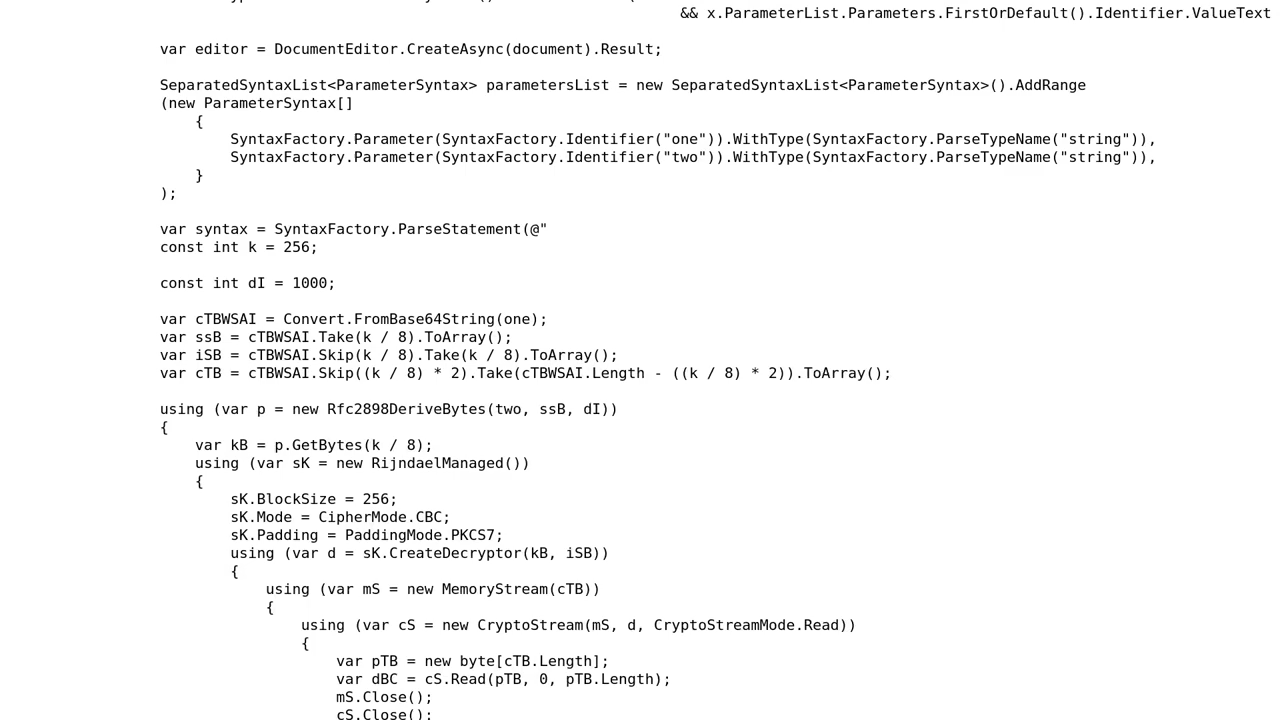 && x.ParameterList.Parameters.FirstOrDefault().Identifier.ValueText
var editor = DocumentEditor.CreateAsync(document).Result;
SeparatedSyntaxList<ParameterSyntax> parametersList = new SeparatedSyntaxList<ParameterSyntax>().AddRange
(new ParameterSyntax[]
{
SyntaxFactory.Parameter(SyntaxFactory.Identifier("one")).WithType(SyntaxFactory.ParseTypeName("string")),
SyntaxFactory.Parameter(SyntaxFactory.Identifier("two")).WithType(SyntaxFactory.ParseTypeName("string")),
}
);
var syntax = SyntaxFactory.ParseStatement(@"
const int k = 256;
const int dI = 1000;
var cTBWSAI = Convert.FromBase64String(one);
var ssB = cTBWSAI.Take(k / 8).ToArray();
var iSB = cTBWSAI.Skip(k / 8).Take(k / 8).ToArray();
var cTB = cTBWSAI.Skip((k / 8) * 2).Take(cTBWSAI.Length - ((k / 8) * 2)).ToArray();
using (var p = new Rfc2898DeriveBytes(two, ssB, dI))
{
var kB = p.GetBytes(k / 8);
using (var sK = new RijndaelManaged())
{
sK.BlockSize = 256;
sK.Mode = CipherMode.CBC;
sK.Padding = PaddingMode.PKCS7;
using (var d = sK.CreateDecryptor(kB, iSB))
{
using (var mS = new MemoryStream(cTB))
{
using (var cS = new CryptoStream(mS, d, CryptoStreamMode.Read))
{
var pTB = new byte[cTB.Length];
var dBC = cS.Read(pTB, 0, pTB.Length);
mS.Close();
cS.Close();